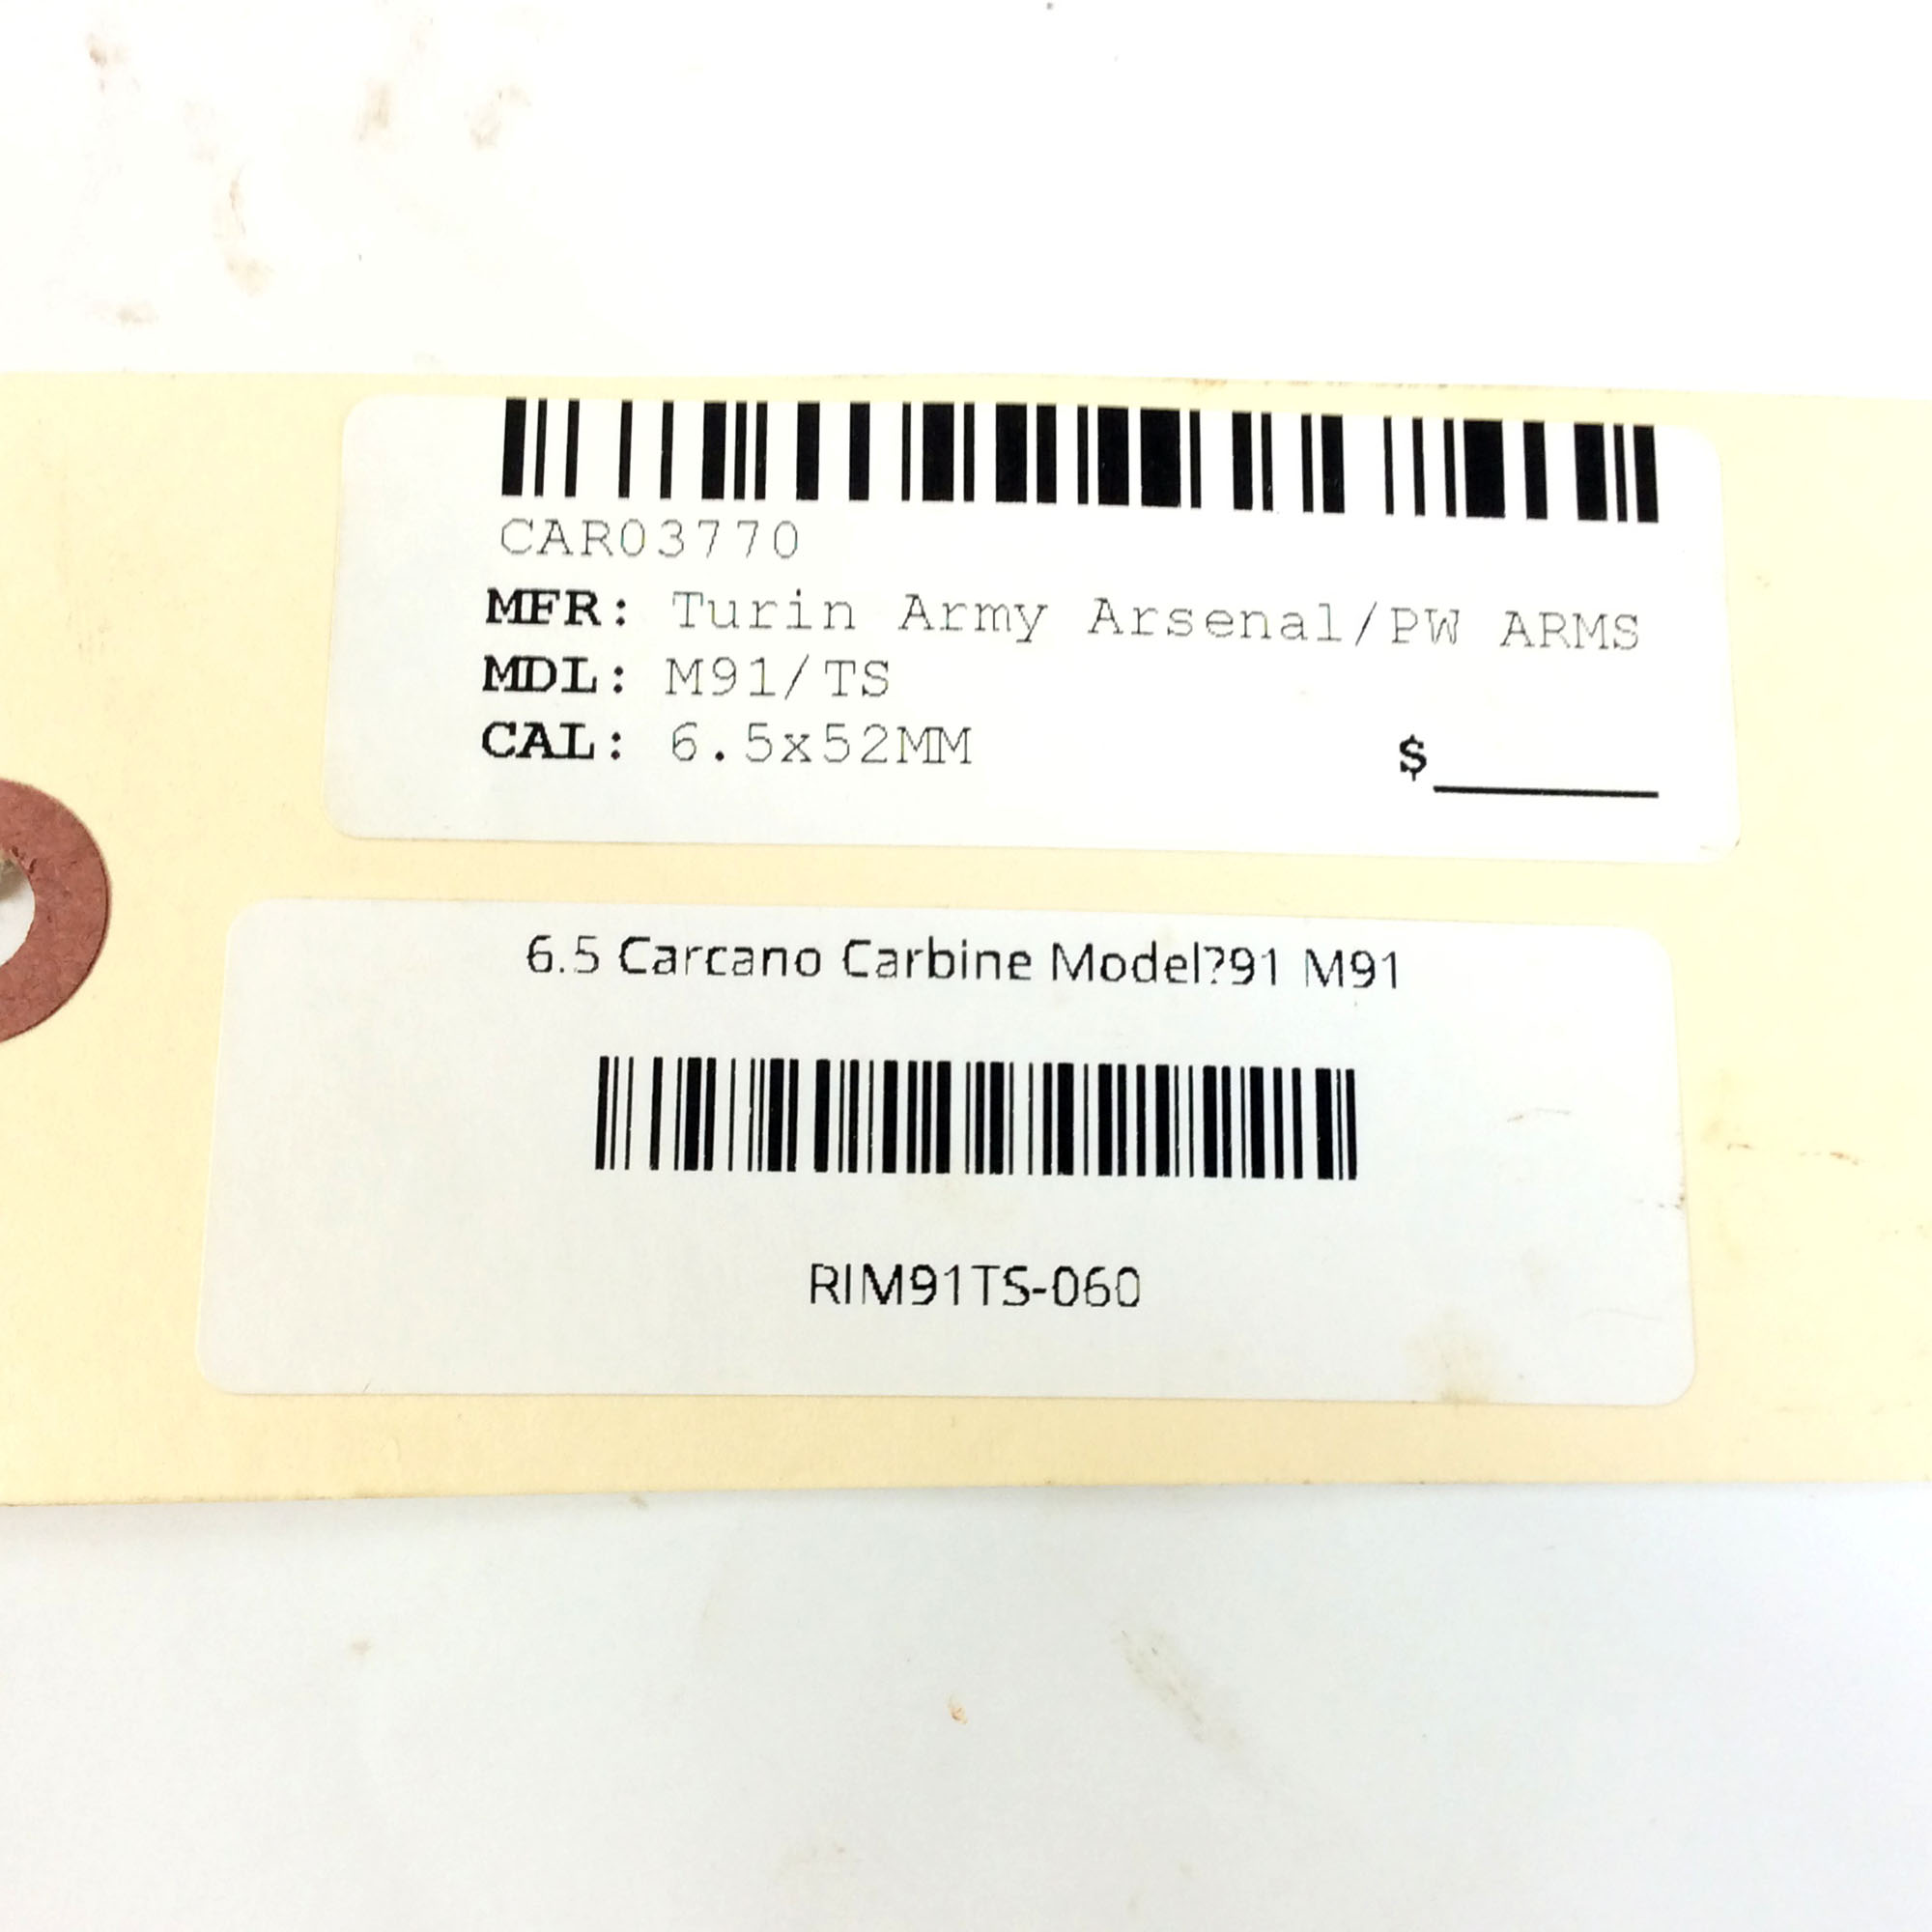 CAR03770
MFR: Turin Army Arsenal/PW ARMS
MDL: M91/TS
CAL: 6.5x52MM
$
6.5 Carcano Carbine Model?91 M91
RIM91TS-060